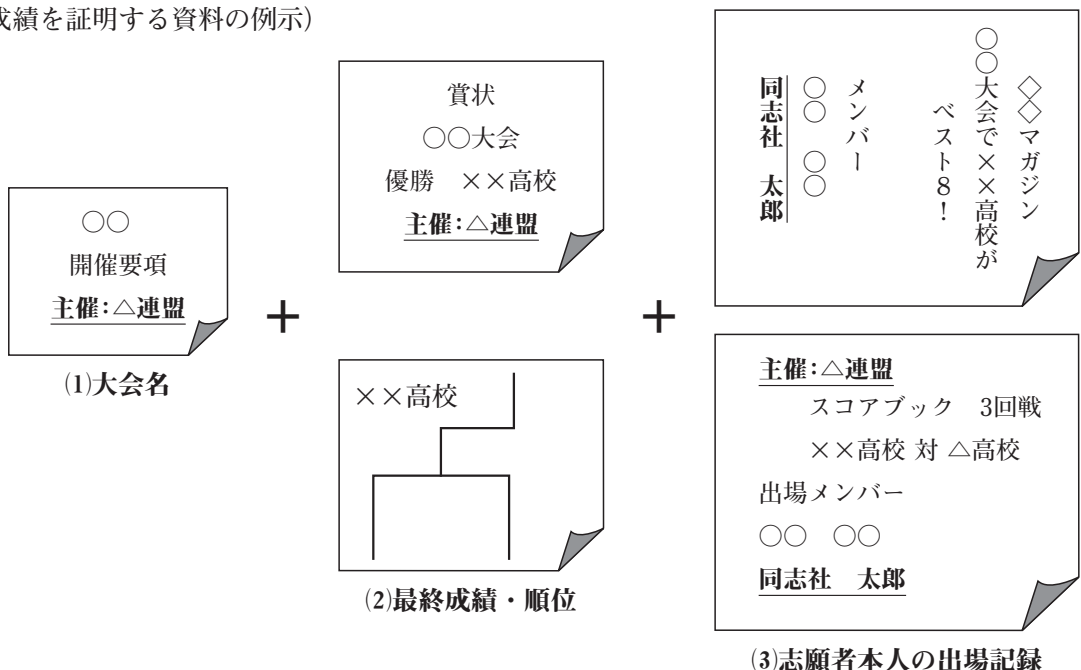 成績を証明する資料の例示）
○○
開催要項
主催：△連盟
(1)大会名
＋
賞状
○○大会
優勝　××高校
主催：△連盟
××高校
(2)最終成績・順位
＋
◇◇マガジン
○○大会で××高校が
ベスト8！
メンバー
○○　○○
同志社　太郎
主催：△連盟
スコアブック　3回戦
××高校 対 △高校
出場メンバー
○○　○○
同志社　太郎
(3)志願者本人の出場記録